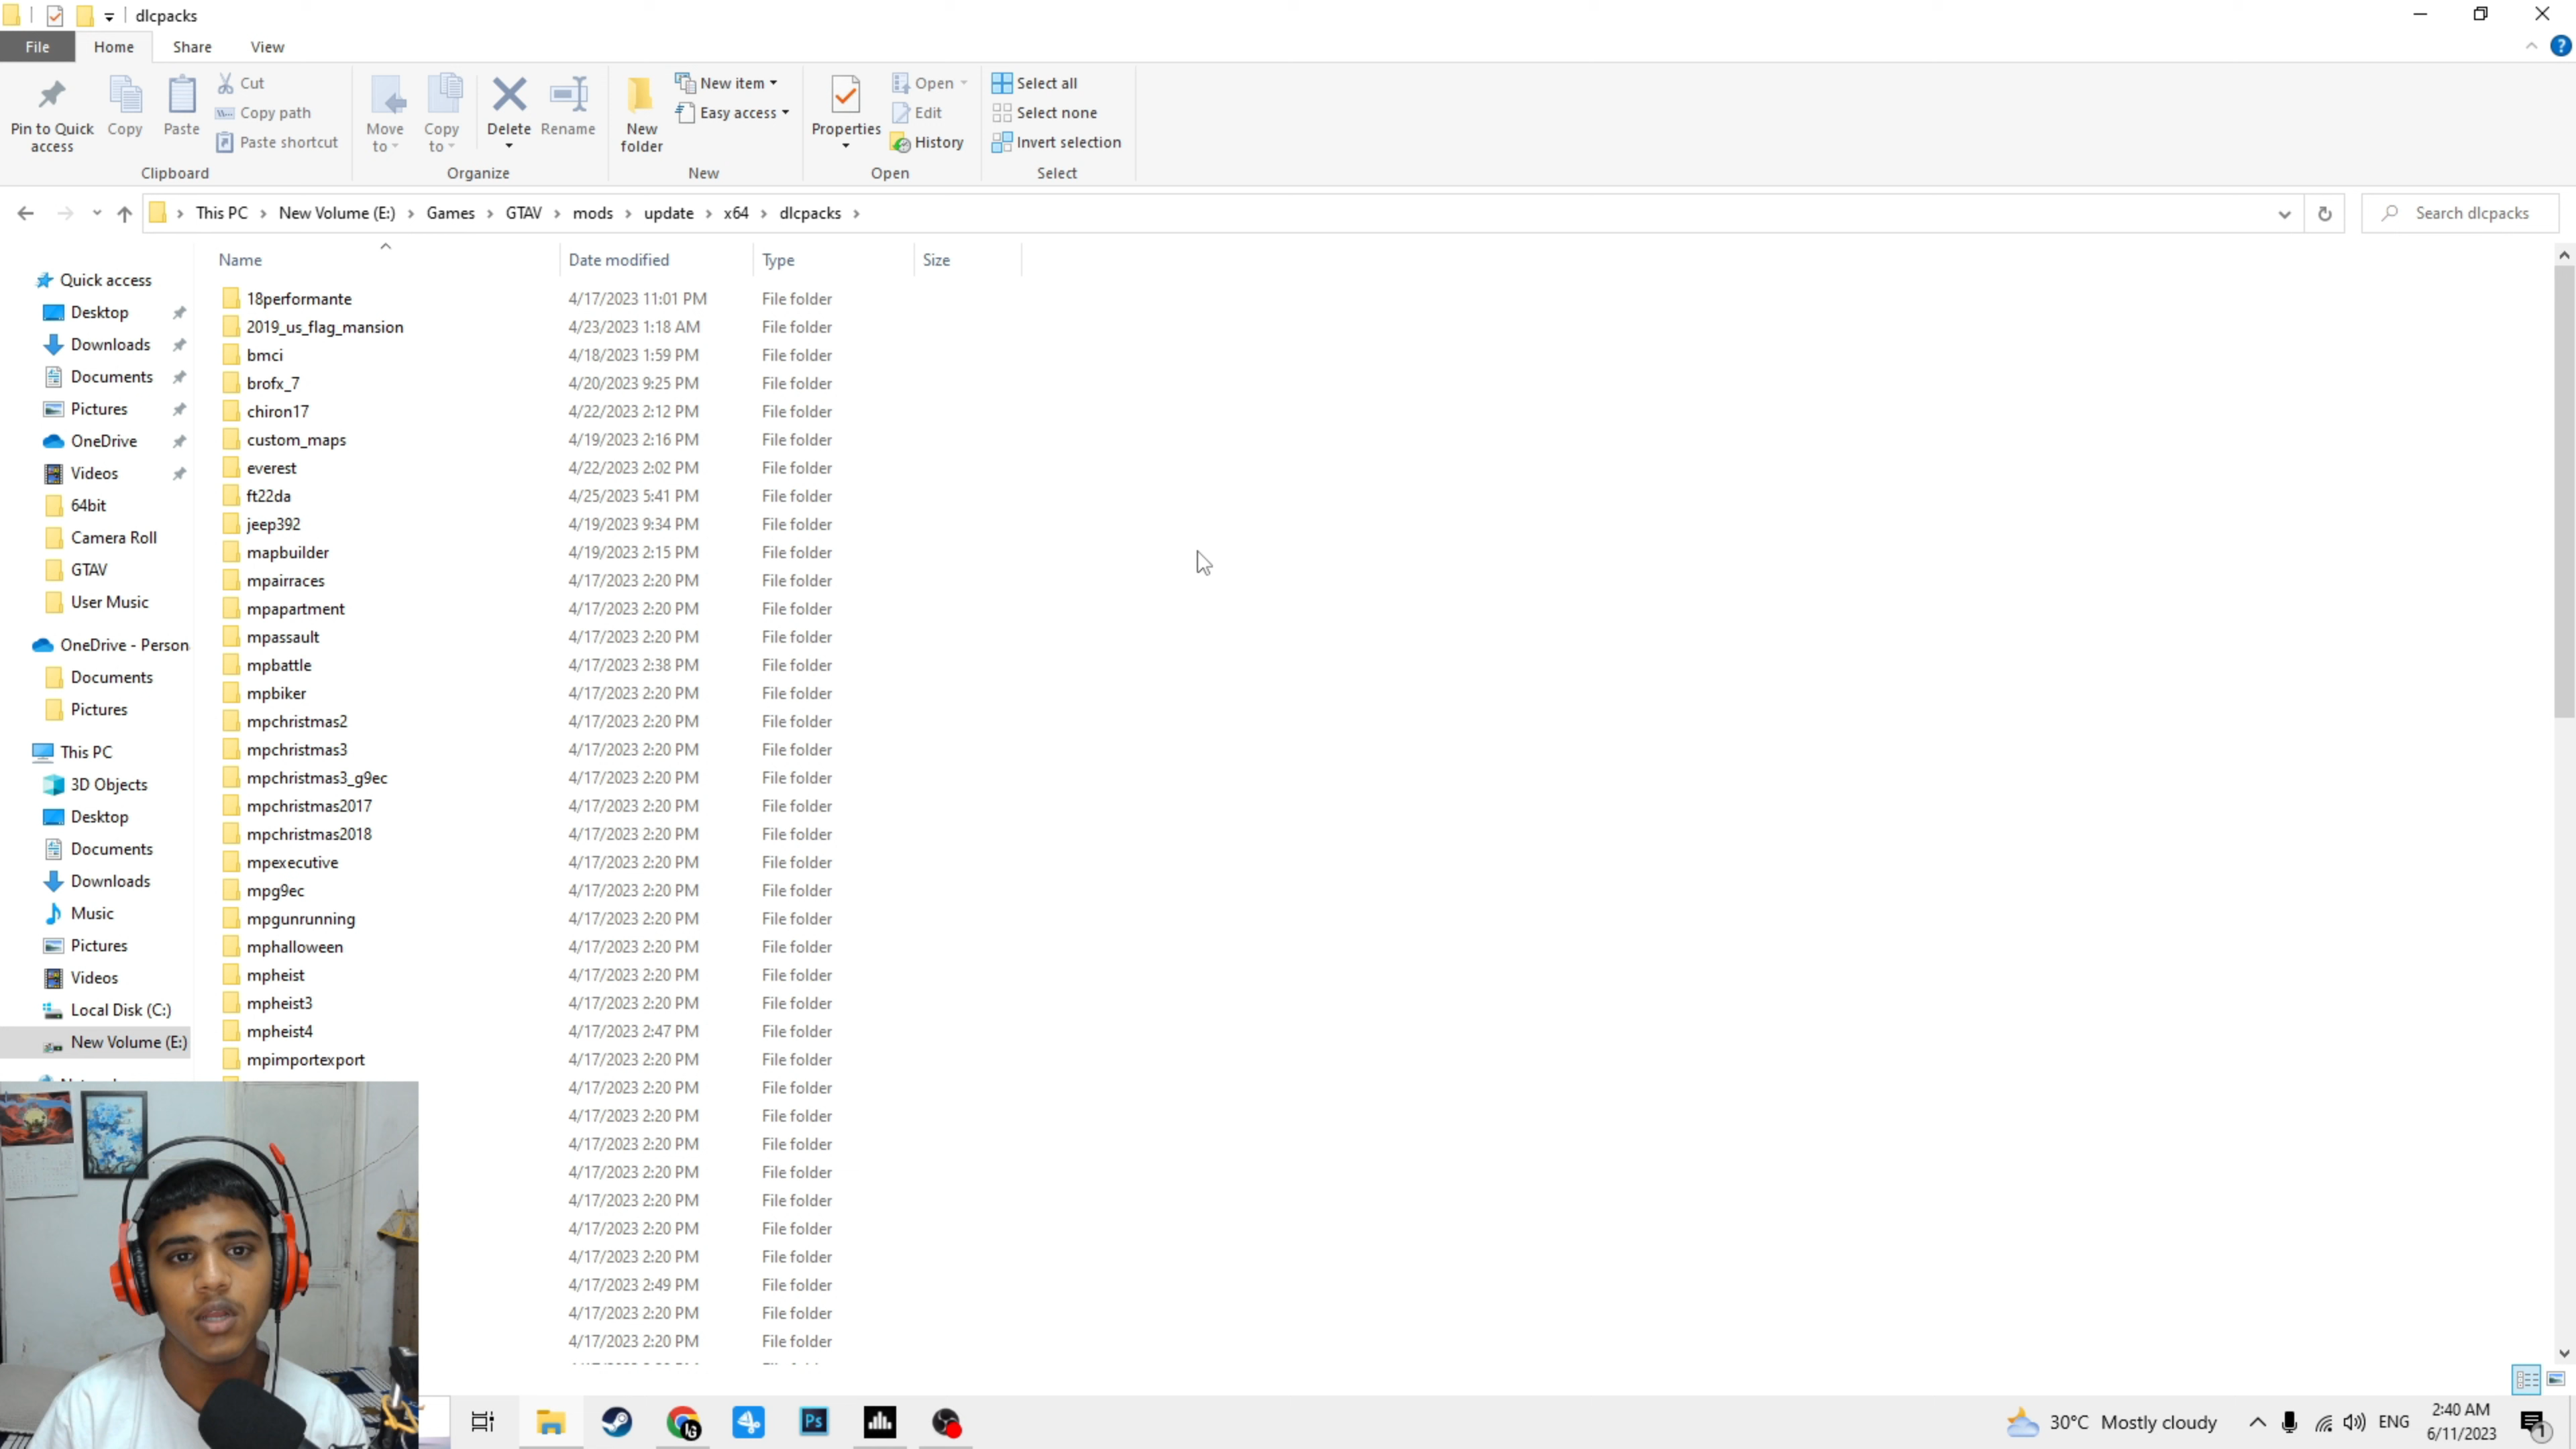 dlcpacks
File Home Share View
Pin to Quick access
Copy
Paste
Cut
Copy path
Paste shortcut
Clipboard
Move to
Copy to
Delete
Rename
Organize
New folder
New item
Easy access
New
Properties
Open
Edit
History
Open
Select all
Select none
Invert selection
Select
This PC > New Volume (E:) > Games > GTAV > mods > update > x64 > dlcpacks >
Search dlcpacks
Quick access
Desktop
Downloads
Documents
Pictures
OneDrive
Videos
64bit
Camera Roll
GTAV
User Music
OneDrive - Person
Documents
Pictures
This PC
3D Objects
Desktop
Documents
Downloads
Music
Pictures
Videos
Local Disk (C:)
New Volume (E:)
Name Date modified Type Size
18performante 4/17/2023 11:01 PM File folder
2019_us_flag_mansion 4/23/2023 1:18 AM File folder
bmci 4/18/2023 1:59 PM File folder
brofx_7 4/20/2023 9:25 PM File folder
chiron17 4/22/2023 2:12 PM File folder
custom_maps 4/19/2023 2:16 PM File folder
everest 4/22/2023 2:02 PM File folder
ft22da 4/25/2023 5:41 PM File folder
jeep392 4/19/2023 9:34 PM File folder
mapbuilder 4/19/2023 2:15 PM File folder
mpairraces 4/17/2023 2:20 PM File folder
mpapartment 4/17/2023 2:20 PM File folder
mpassault 4/17/2023 2:20 PM File folder
mpbattle 4/17/2023 2:38 PM File folder
mpbiker 4/17/2023 2:20 PM File folder
mpchristmas2 4/17/2023 2:20 PM File folder
mpchristmas3 4/17/2023 2:20 PM File folder
mpchristmas3_g9ec 4/17/2023 2:20 PM File folder
mpchristmas2017 4/17/2023 2:20 PM File folder
mpchristmas2018 4/17/2023 2:20 PM File folder
mpexecutive 4/17/2023 2:20 PM File folder
mpg9ec 4/17/2023 2:20 PM File folder
mpgunrunning 4/17/2023 2:20 PM File folder
mphalloween 4/17/2023 2:20 PM File folder
mpheist 4/17/2023 2:20 PM File folder
mpheist3 4/17/2023 2:20 PM File folder
mpheist4 4/17/2023 2:47 PM File folder
mpimportexport 4/17/2023 2:20 PM File folder
4/17/2023 2:20 PM File folder
4/17/2023 2:20 PM File folder
4/17/2023 2:20 PM File folder
4/17/2023 2:20 PM File folder
4/17/2023 2:20 PM File folder
4/17/2023 2:20 PM File folder
4/17/2023 2:20 PM File folder
4/17/2023 2:49 PM File folder
4/17/2023 2:20 PM File folder
4/17/2023 2:20 PM File folder
Ps
30°C Mostly cloudy
ENG
2:40 AM
6/11/2023
1